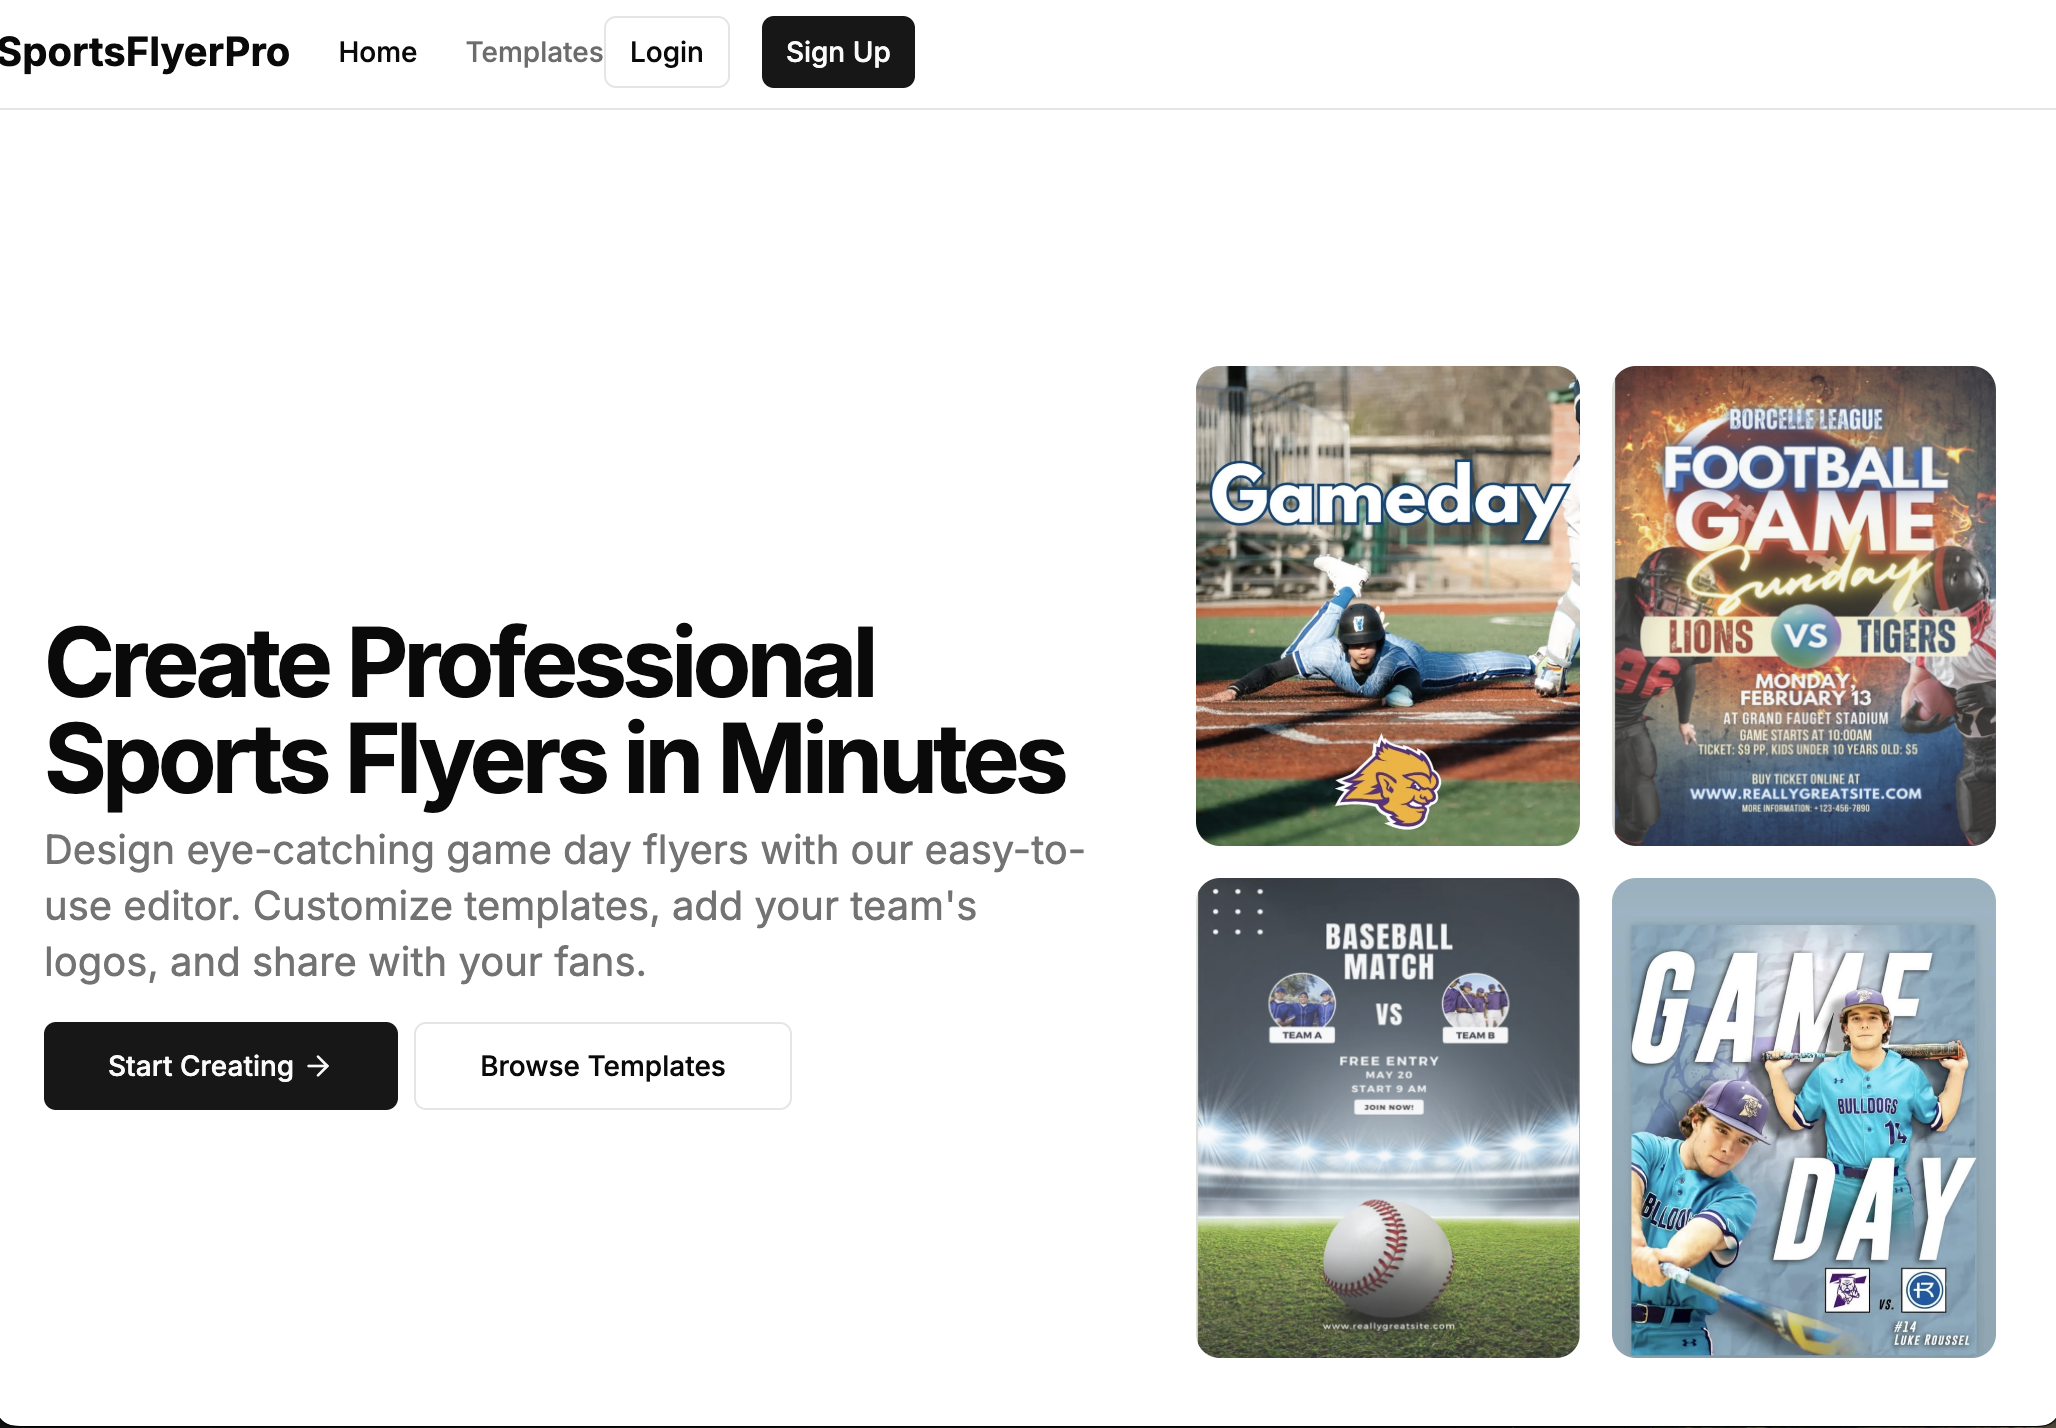 SportsFlyerPro Home Templates Login Sign Up
Create Professional
Sports Flyers in Minutes
Design eye-catching game day flyers with our easy-to-
use editor. Customize templates, add your team's
logos, and share with your fans.
Start Creating →
Browse Templates
Gameday
BORCELLE LEAGUE
FOOTBALL
GAME
Sunday
LIONS VS TIGERS
MONDAY,
FEBRUARY 13
AT GRAND FAUGET STADIUM
GAME STARTS AT 10:00AM
TICKET: $9 PP, KIDS UNDER 10 YEARS OLD: $5
BUY TICKET ONLINE AT
WWW.REALLYGREATSITE.COM
MORE INFORMATION: +123-456-7890
96
BASEBALL
MATCH
VS
TEAM A
TEAM B
FREE ENTRY
MAY 20
START 9 AM
JOIN NOW!
www.reallygreatsite.com
GAME
BULLDOGS
14
DAY
VS.
#14
LUKE ROUSSEL